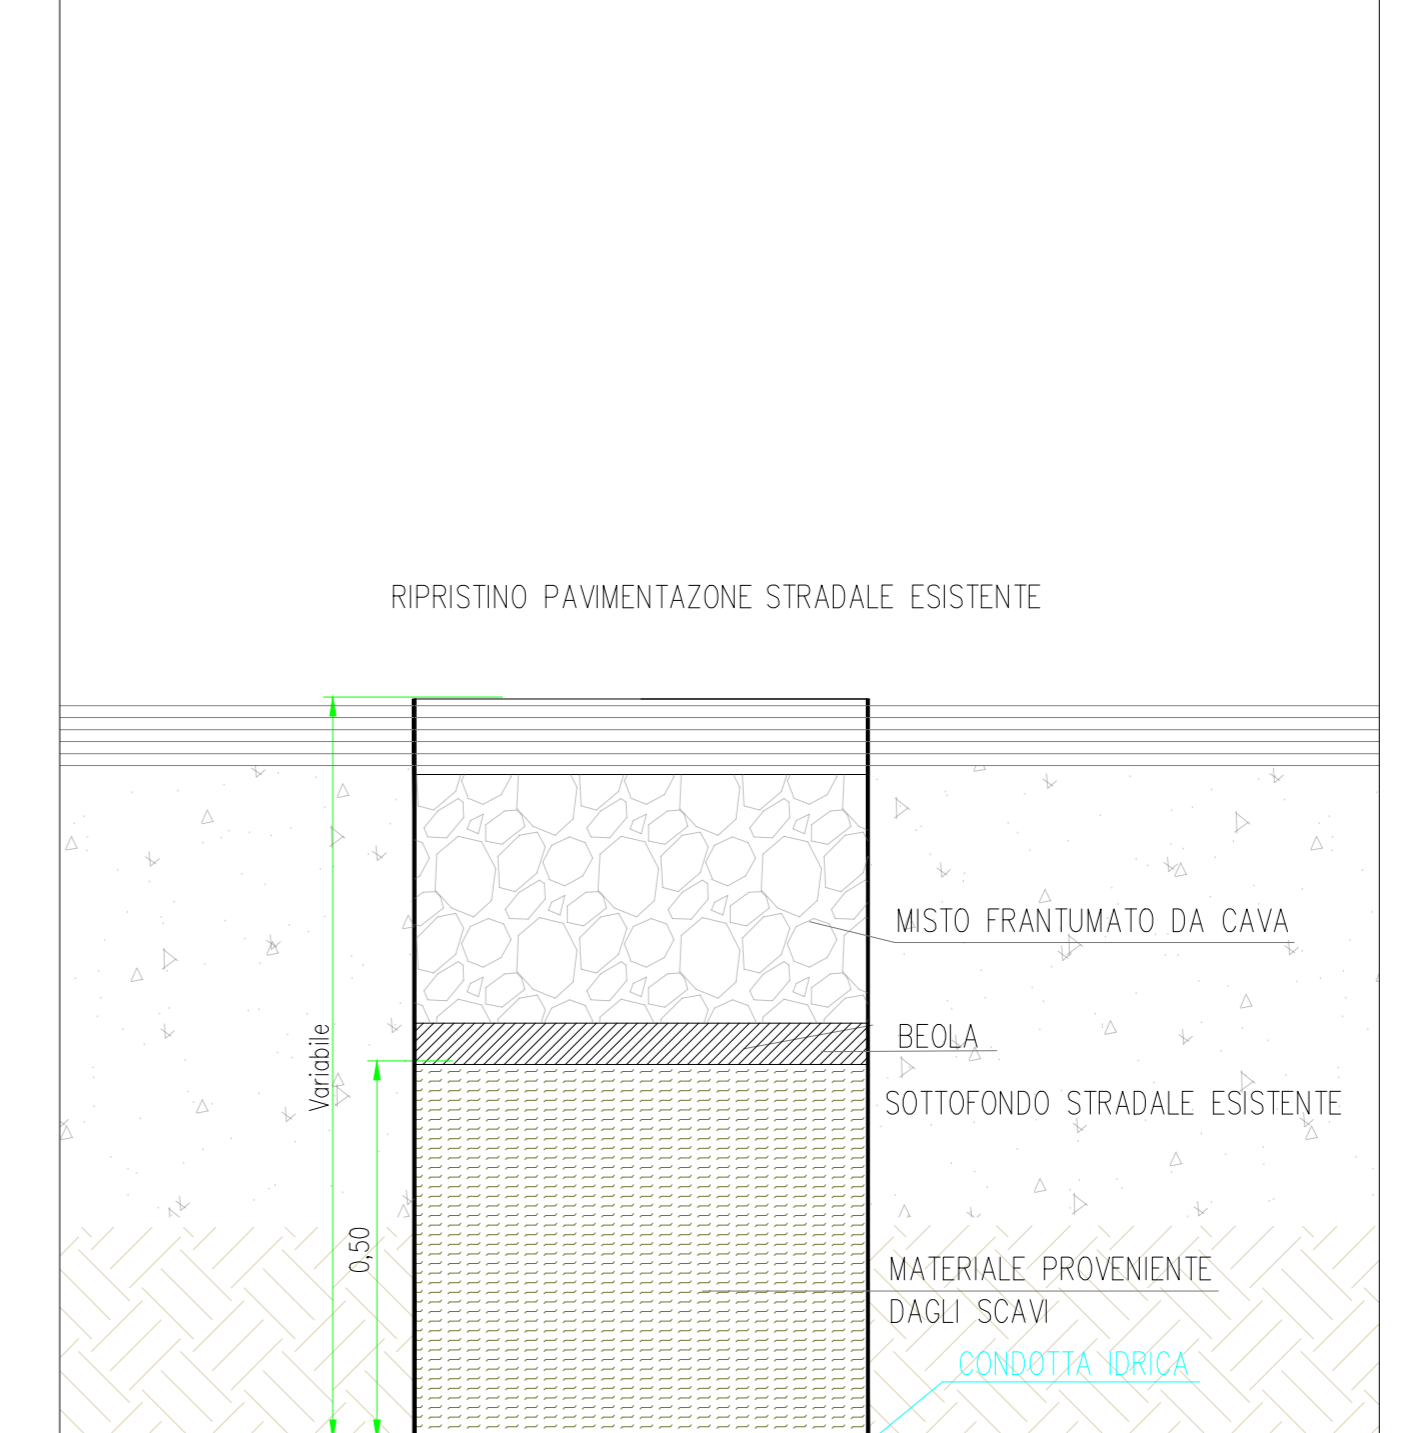 RIPRISTINO PAVIMENTAZONE STRADALE ESISTENTE
MISTO FRANTUMATO DA CAVA
Variabile
BEOLA
SOTTOFONDO STRADALE ESISTENTE
0,50
MATERIALE PROVENIENTE
DAGLI SCAVI
CONDOTTA IDRICA